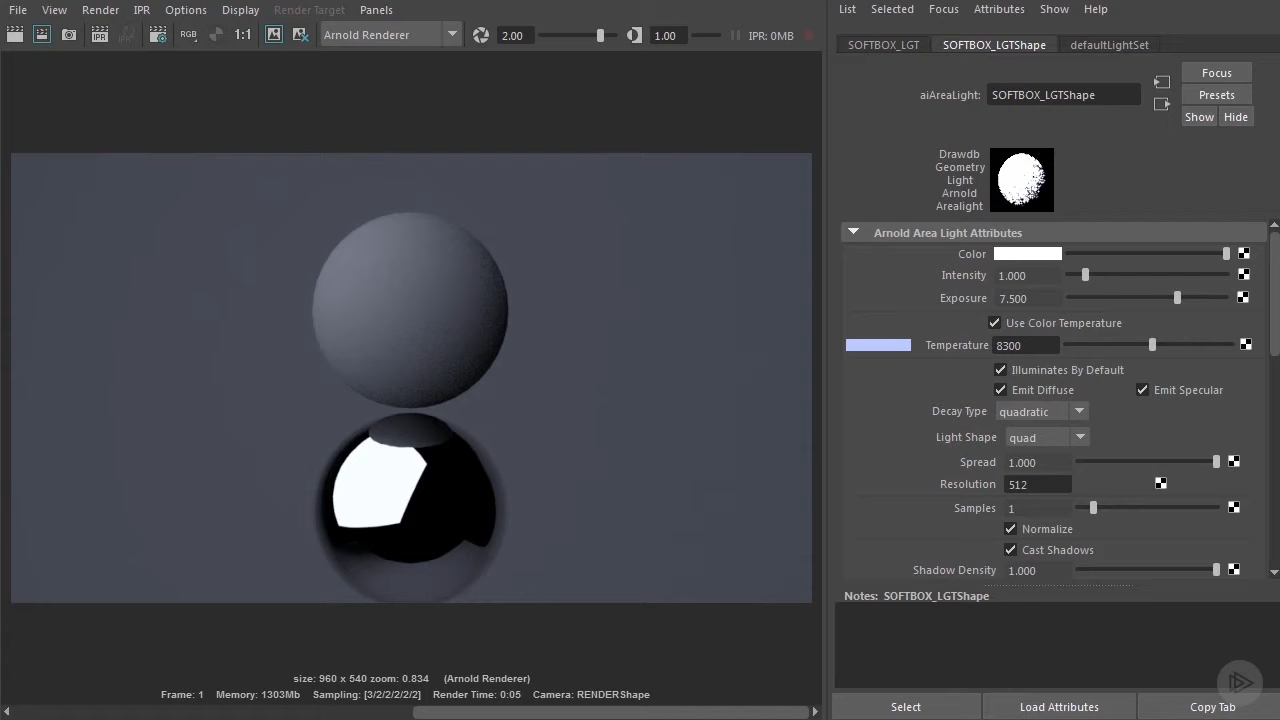 File View Render IPR Options Display Render Target Panels
RGB 1:1 Arnold Renderer 2.00 1.00 IPR: 0MB
IPR IPR
size: 960 x 540 zoom: 0.834 (Arnold Renderer)
Frame: 1 Memory: 1303Mb Sampling: [3/2/2/2/2/2] Render Time: 0:05 Camera: RENDERShape
List Selected Focus Attributes Show Help
SOFTBOX_LGT SOFTBOX_LGTShape defaultLightSet
Focus
aiAreaLight: SOFTBOX_LGTShape Presets
Show Hide
Drawdb
Geometry
Light
Arnold
Arealight
Arnold Area Light Attributes
Color
Intensity 1.000
Exposure 7.500
Use Color Temperature
Temperature 8300
Illuminates By Default
Emit Diffuse Emit Specular
Decay Type quadratic
Light Shape quad
Spread 1.000
Resolution 512
Samples 1
Normalize
Cast Shadows
Shadow Density 1.000
Notes: SOFTBOX_LGTShape
Select Load Attributes Copy Tab